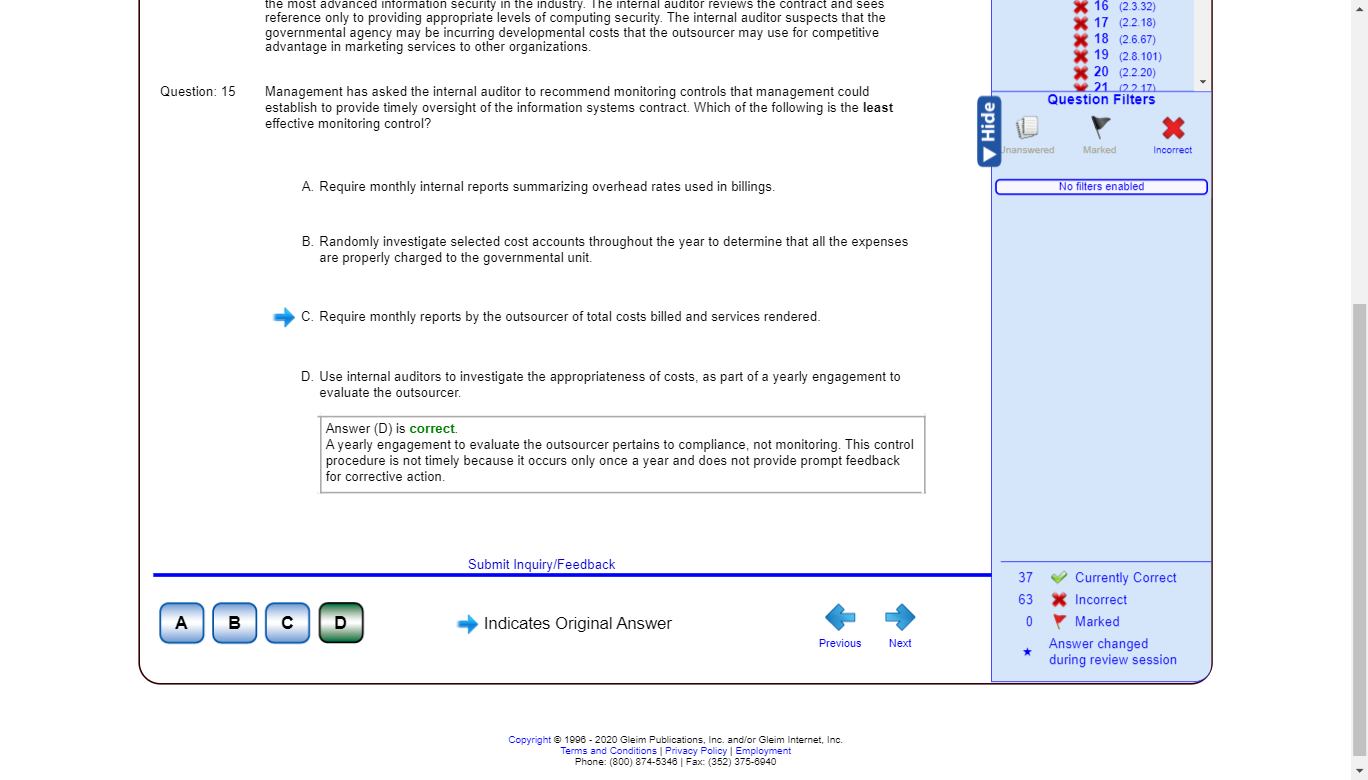 the most advanced information security in the industry. The internal auditor reviews the contract and sees
reference only to providing appropriate levels of computing security. The internal auditor suspects that the
governmental agency may be incurring developmental costs that the outsourcer may use for competitive
advantage in marketing services to other organizations.
Question: 15
Management has asked the internal auditor to recommend monitoring controls that management could
establish to provide timely oversight of the information systems contract. Which of the following is the least
effective monitoring control?
A. Require monthly internal reports summarizing overhead rates used in billings.
B. Randomly investigate selected cost accounts throughout the year to determine that all the expenses
are properly charged to the governmental unit.
C. Require monthly reports by the outsourcer of total costs billed and services rendered.
D. Use internal auditors to investigate the appropriateness of costs, as part of a yearly engagement to
evaluate the outsourcer.
Answer (D) is correct.
A yearly engagement to evaluate the outsourcer pertains to compliance, not monitoring. This control
procedure is not timely because it occurs only once a year and does not provide prompt feedback
for corrective action.
Submit Inquiry/Feedback
A B C D
Indicates Original Answer
Previous Next
16 (2.3.32)
17 (2.2.18)
18 (2.6.67)
19 (2.8.101)
20 (2.2.20)
21 (2.2.17)
Question Filters
Hide
Unanswered Marked Incorrect
No filters enabled
37 Currently Correct
63 Incorrect
0 Marked
Answer changed
during review session
Copyright © 1996 - 2020 Gleim Publications, Inc. and/or Gleim Internet, Inc.
Terms and Conditions | Privacy Policy | Employment
Phone: (800) 874-5346 | Fax: (352) 375-6940